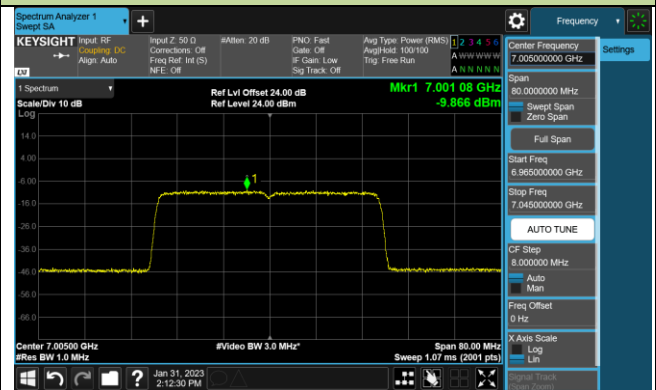 Spectrum Analyzer 1
Swept SA
Frequency
KEYSIGHT Input: RF
Coupling: DC
Align: Auto
Input Z: 50 Ω
Corrections: Off
Freq Ref: Int (S)
NFE: Off
#Atten: 20 dB
PNO: Fast
Gate: Off
IF Gain: Low
Sig Track: Off
Avg Type: Power (RMS)
Avg|Hold: 100/100
Trig: Free Run
1 2 3 4 5 6
A W W W W W
A N N N N N
LXI
1 Spectrum
Scale/Div 10 dB
Ref Lvl Offset 24.00 dB
Ref Level 24.00 dBm
Mkr1 7.001 08 GHz
-9.866 dBm
Log
14.0
4.00
-6.00
-16.0
-26.0
-36.0
-46.0
-56.0
-66.0
1
Center 7.00500 GHz
#Res BW 1.0 MHz
#Video BW 3.0 MHz*
Span 80.00 MHz
Sweep 1.07 ms (2001 pts)
Jan 31, 2023
2:12:30 PM
Center Frequency
7.005000000 GHz
Settings
Span
80.0000000 MHz
Swept Span
Zero Span
Full Span
Start Freq
6.965000000 GHz
Stop Freq
7.045000000 GHz
AUTO TUNE
CF Step
8.000000 MHz
Auto
Man
Freq Offset
0 Hz
X Axis Scale
Log
Lin
Signal Track
(Span Zoom)